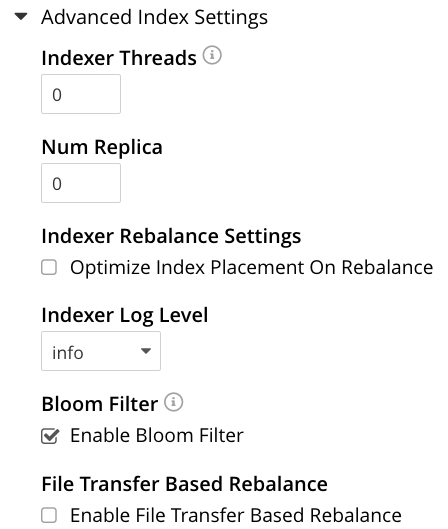 Advanced Index Settings
Indexer Threads
0
Num Replica
0
Indexer Rebalance Settings
Optimize Index Placement On Rebalance
Indexer Log Level
info
Bloom Filter
Enable Bloom Filter
File Transfer Based Rebalance
Enable File Transfer Based Rebalance